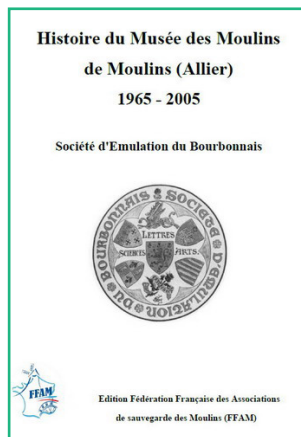 Histoire du Musée des Moulins
de Moulins (Allier)
1965 - 2005
Société d'Emulation du Bourbonnais
BOURBONNAIS SOCIETE D'EMULATION DU
LETTRES
SCIENCES ARTS.
FFAM
Edition Fédération Française des Associations
de sauvegarde des Moulins (FFAM)